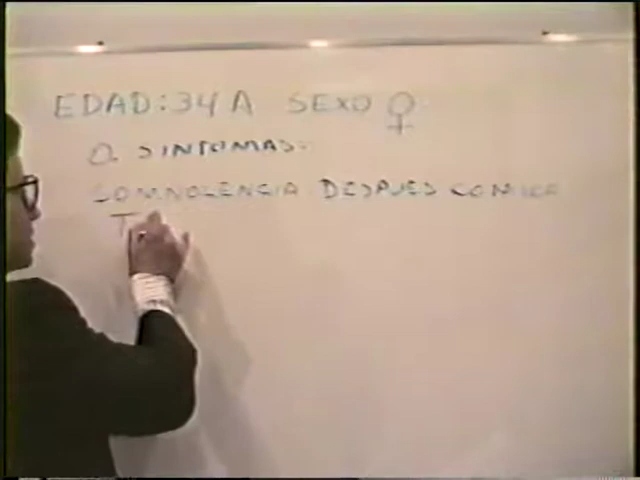 EDAD: 34 A SEXO ♀
O. SINTOMAS:
SOMNOLENCIA DESPUES COMIDA
T